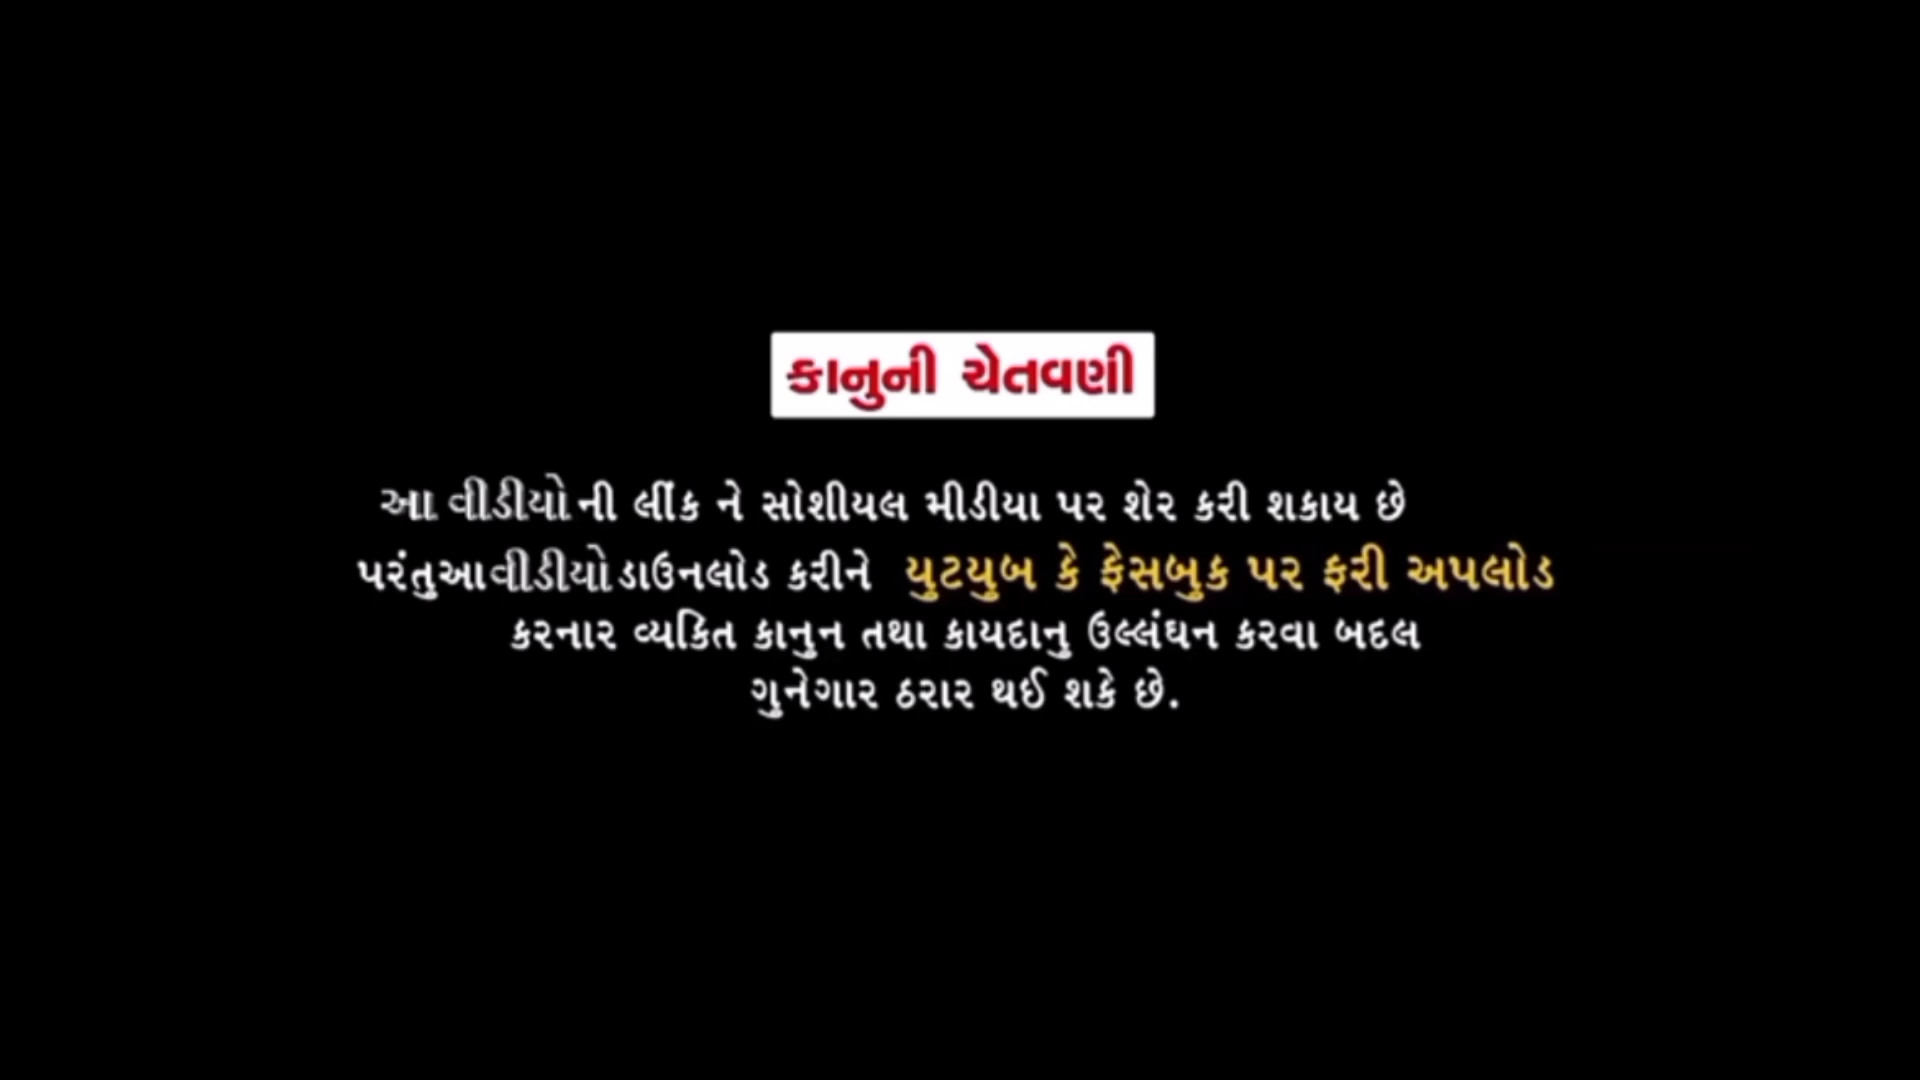 કાનુની ચેતવણી
આ વીડીયો ની લીંક ને સોશીયલ મીડીયા પર શેર કરી શકાય છે
પરંતુ આ વીડીયો ડાઉનલોડ કરીને યુટયુબ કે ફેસબુક પર ફરી અપલોડ
કરનાર વ્યકિત કાનુન તથા કાયદાનુ ઉલ્લંઘન કરવા બદલ
ગુનેગાર ઠરાર થઈ શકે છે.